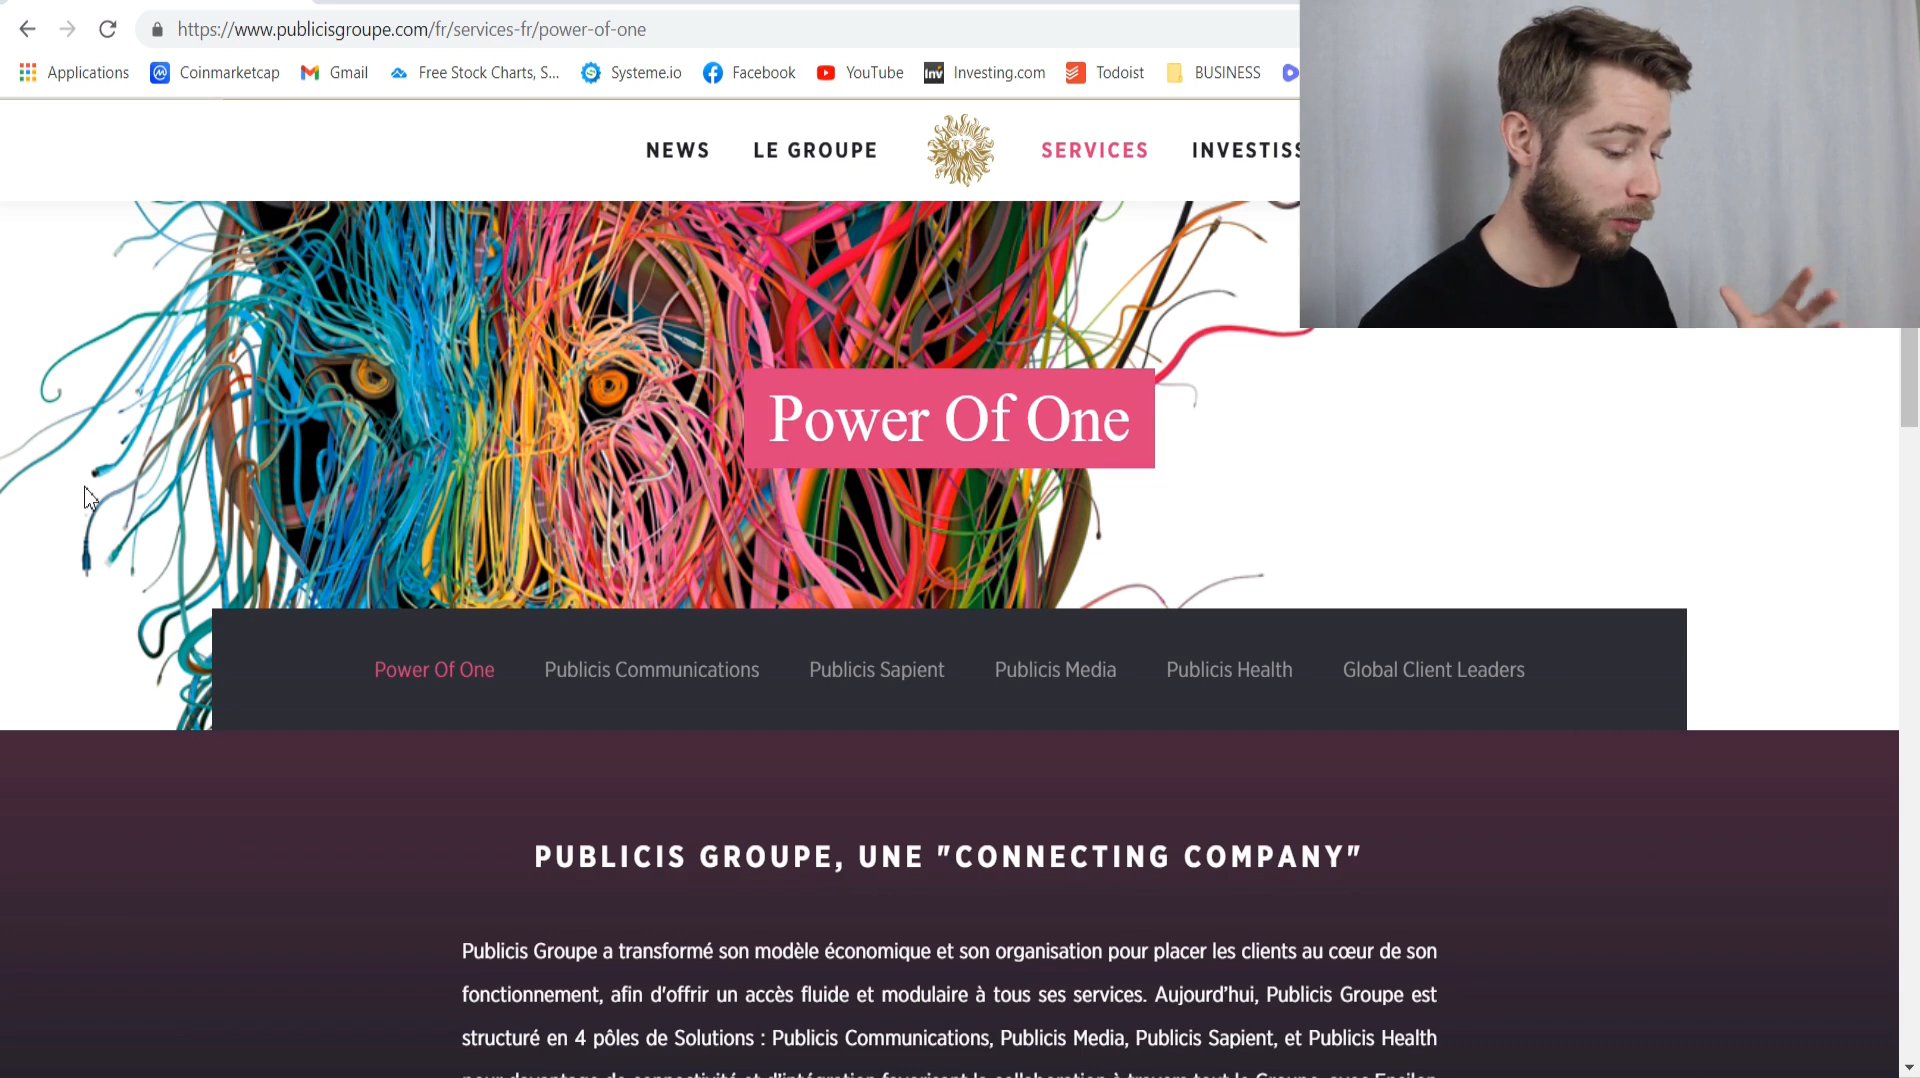 https://www.publicisgroupe.com/fr/services-fr/power-of-one
Applications Coinmarketcap Gmail Free Stock Charts, S... Systeme.io Facebook Inv Investing.com Todoist BUSINESS
NEWS LE GROUPE SERVICES INVESTISS
Power Of One
Power Of One Publicis Communications Publicis Sapient Publicis Media Publicis Health Global Client Leaders
PUBLICIS GROUPE, UNE "CONNECTING COMPANY"
Publicis Groupe a transformé son modèle économique et son organisation pour placer les clients au cœur de son
fonctionnement, afin d'offrir un accès fluide et modulaire à tous ses services. Aujourd’hui, Publicis Groupe est
structuré en 4 pôles de Solutions : Publicis Communications, Publicis Media, Publicis Sapient, et Publicis Health